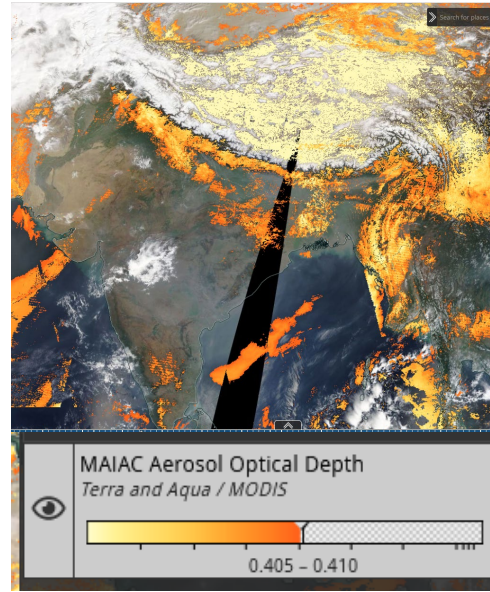 Search for places
MAIAC Aerosol Optical Depth
Terra and Aqua / MODIS
0.405 – 0.410